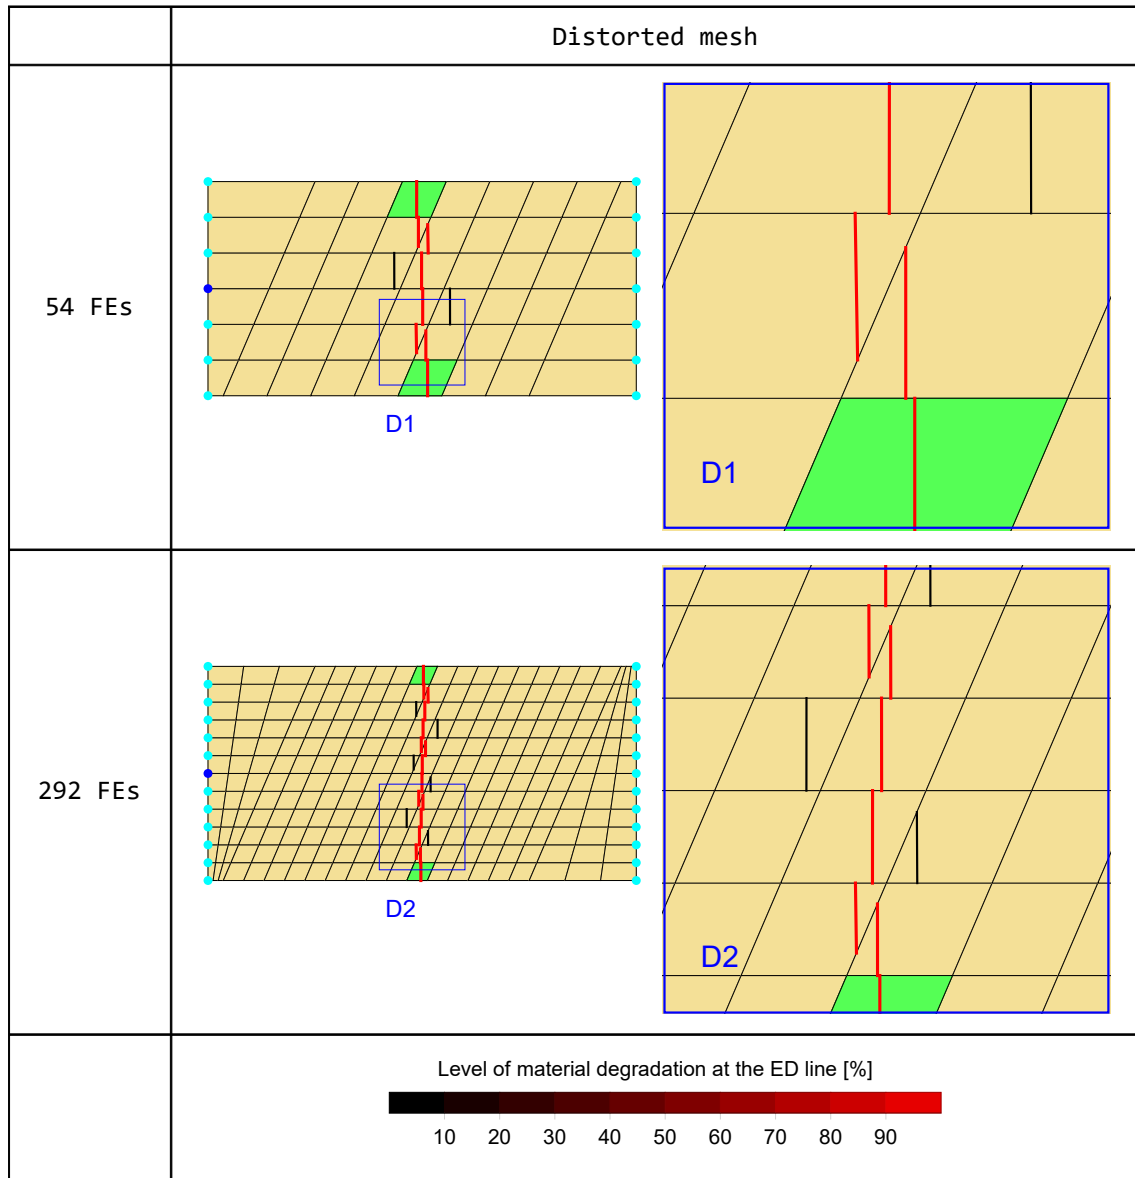 Distorted mesh
54 FEs
D1
D1
292 FEs
D2
D2
Level of material degradation at the ED line [%]
10 20 30 40 50 60 70 80 90